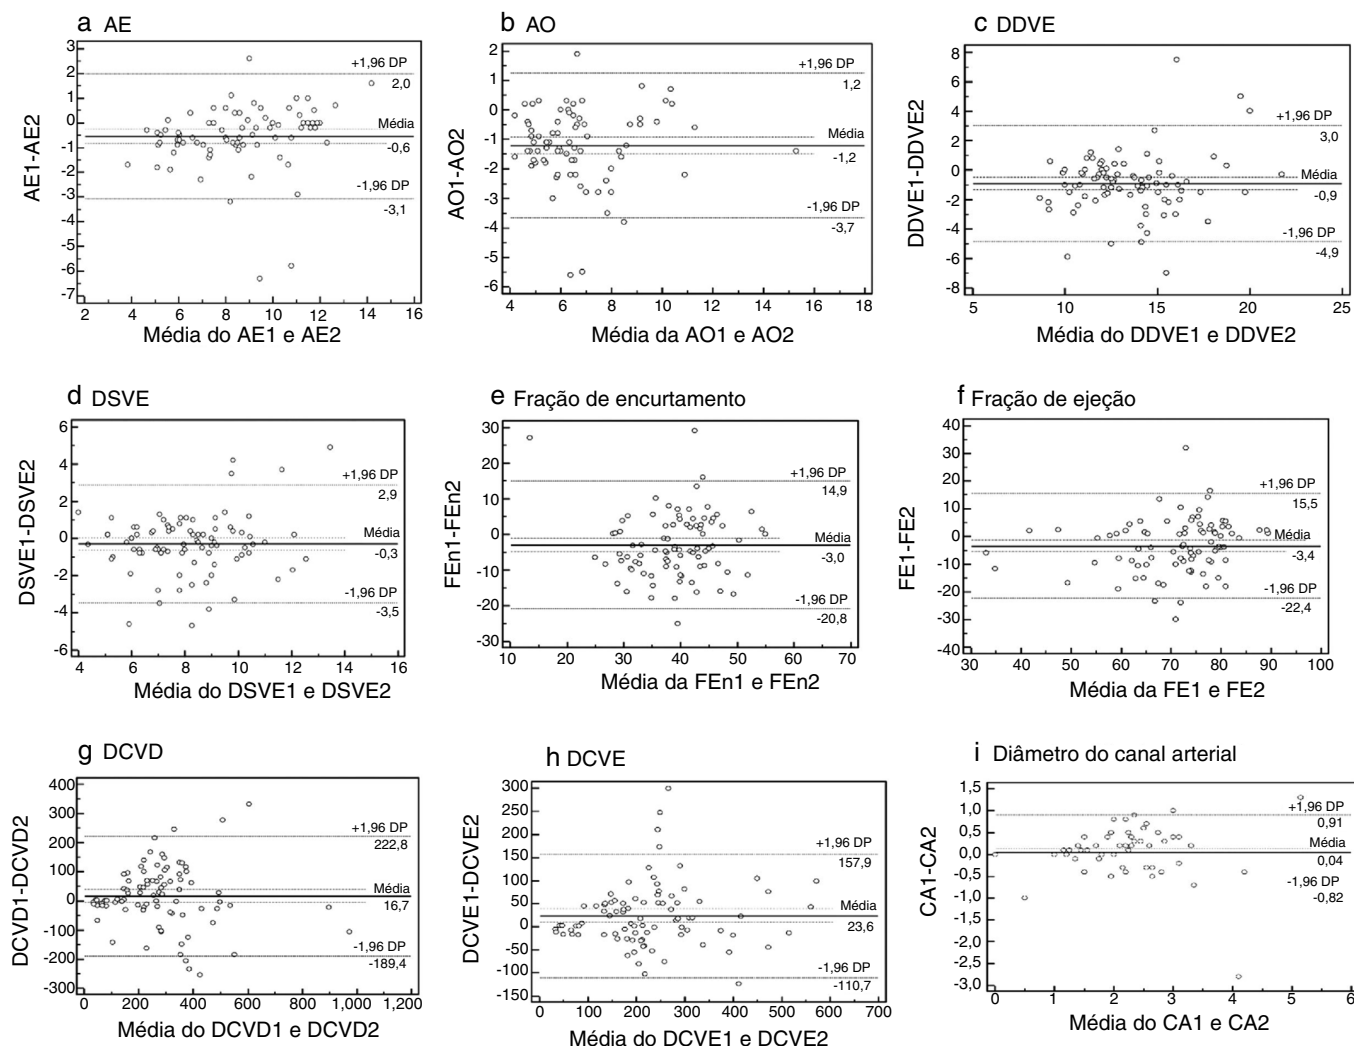 a AE
3
2
1
0
-1
-2
-3
-4
-5
-6
-7
2 4 6 8 10 12 14 16
+1,96 DP
2,0
Média
-0,6
-1,96 DP
-3,1
AE1-AE2
Média do AE1 e AE2
b AO
2
1
0
-1
-2
-3
-4
-5
-6
4 6 8 10 12 14 16 18
+1,96 DP
1,2
Média
-1,2
-1,96 DP
-3,7
AO1-AO2
Média da AO1 e AO2
c DDVE
8
6
4
2
0
-2
-4
-6
-8
5 10 15 20 25
+1,96 DP
3,0
Média
-0,9
-1,96 DP
-4,9
DDVE1-DDVE2
Média do DDVE1 e DDVE2
d DSVE
6
4
2
0
-2
-4
-6
4 6 8 10 12 14 16
+1,96 DP
2,9
Média
-0,3
-1,96 DP
-3,5
DSVE1-DSVE2
Média do DSVE1 e DSVE2
e Fração de encurtamento
30
20
10
0
-10
-20
-30
10 20 30 40 50 60 70
+1,96 DP
14,9
Média
-3,0
-1,96 DP
-20,8
FEn1-FEn2
Média da FEn1 e FEn2
f Fração de ejeção
40
30
20
10
0
-10
-20
-30
-40
30 40 50 60 70 80 90 100
+1,96 DP
15,5
Média
-3,4
-1,96 DP
-22,4
FE1-FE2
Média da FE1 e FE2
g DCVD
400
300
200
100
0
-100
-200
-300
0 200 400 600 800 1,000 1,200
+1,96 DP
222,8
Média
16,7
-1,96 DP
-189,4
DCVD1-DCVD2
Média do DCVD1 e DCVD2
h DCVE
300
250
200
150
100
50
0
-50
-100
-150
0 100 200 300 400 500 600 700
+1,96 DP
157,9
Média
23,6
-1,96 DP
-110,7
DCVE1-DCVE2
Média do DCVE1 e DCVE2
i Diâmetro do canal arterial
1,5
1,0
0,5
0,0
-0,5
-1,0
-1,5
-2,0
-2,5
-3,0
0 1 2 3 4 5 6
+1,96 DP
0,91
Média
0,04
-1,96 DP
-0.82
CA1-CA2
Média do CA1 e CA2